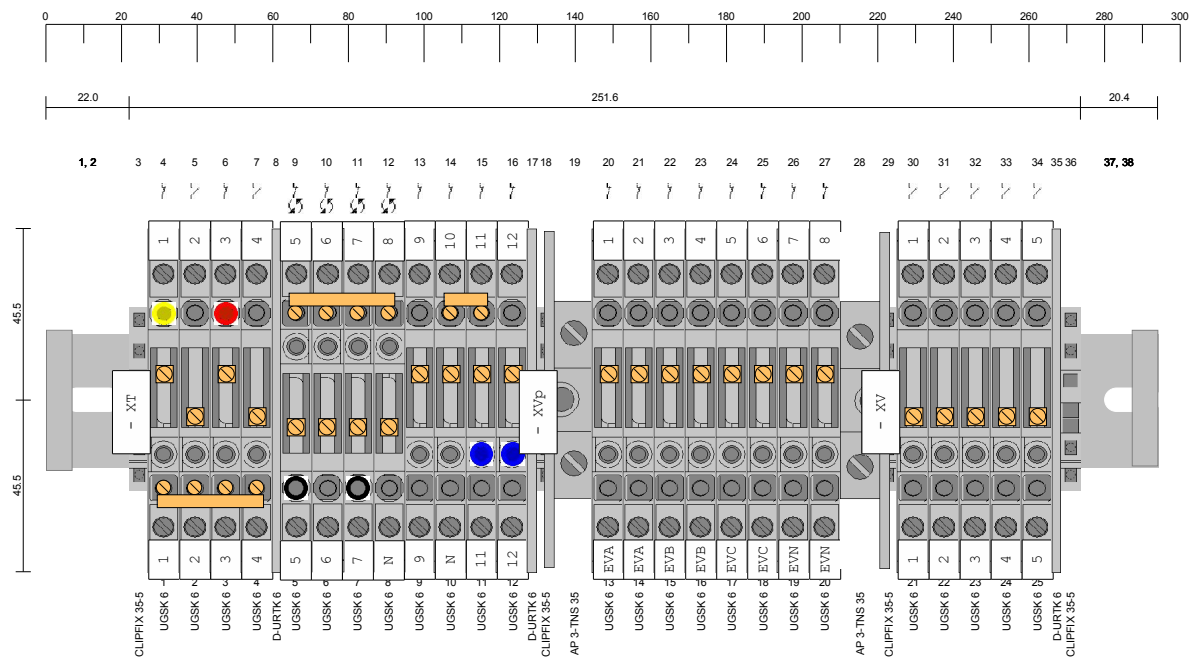 0 20 40 60 80 100 120 140 160 180 200 220 240 260 280 300
22.0 251.6 20.4
1, 2 3 4 5 6 7 8 9 10 11 12 13 14 15 16 17 18 19 20 21 22 23 24 25 26 27 28 29 30 31 32 33 34 35 36 37, 38
1 2 3 4 5 6 7 8 9 10 11 12 1 2 3 4 5 6 7 8 1 2 3 4 5
45.5
- XT - XVp - XV
45.5
1 2 3 4 5 6 7 N 9 N 11 12 EVA EVA EVB EVB EVC EVC EVN EVN 1 2 3 4 5
1 2 3 4 5 6 7 8 9 10 11 12 13 14 15 16 17 18 19 20 21 22 23 24 25
CLIPFIX 35-5 UGSK 6 UGSK 6 UGSK 6 UGSK 6 D-URTK 6 UGSK 6 UGSK 6 UGSK 6 UGSK 6 UGSK 6 UGSK 6 UGSK 6 UGSK 6 D-URTK 6 CLIPFIX 35-5 AP 3-TNS 35 UGSK 6 UGSK 6 UGSK 6 UGSK 6 UGSK 6 UGSK 6 UGSK 6 UGSK 6 AP 3-TNS 35 CLIPFIX 35-5 UGSK 6 UGSK 6 UGSK 6 UGSK 6 UGSK 6 D-URTK 6 CLIPFIX 35-5